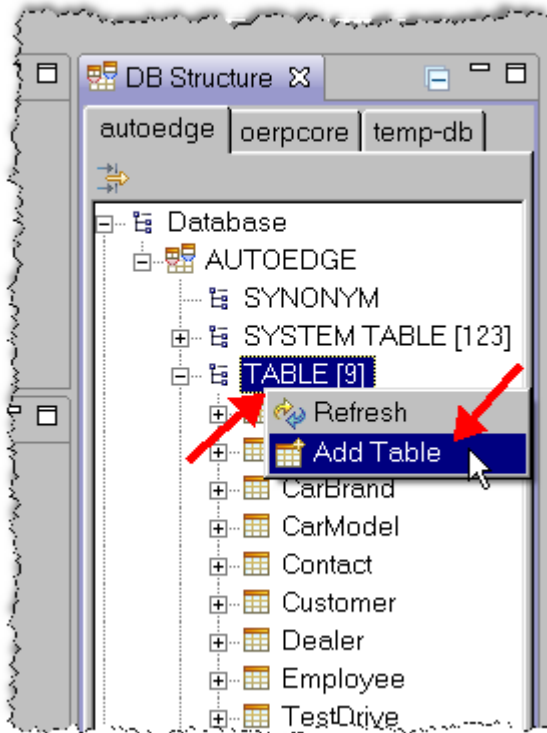 DB Structure
autoedge oerpcore temp-db
Database
AUTOEDGE
SYNONYM
SYSTEM TABLE [123]
TABLE [9]
Refresh
Add Table
CarBrand
CarModel
Contact
Customer
Dealer
Employee
TestDrive